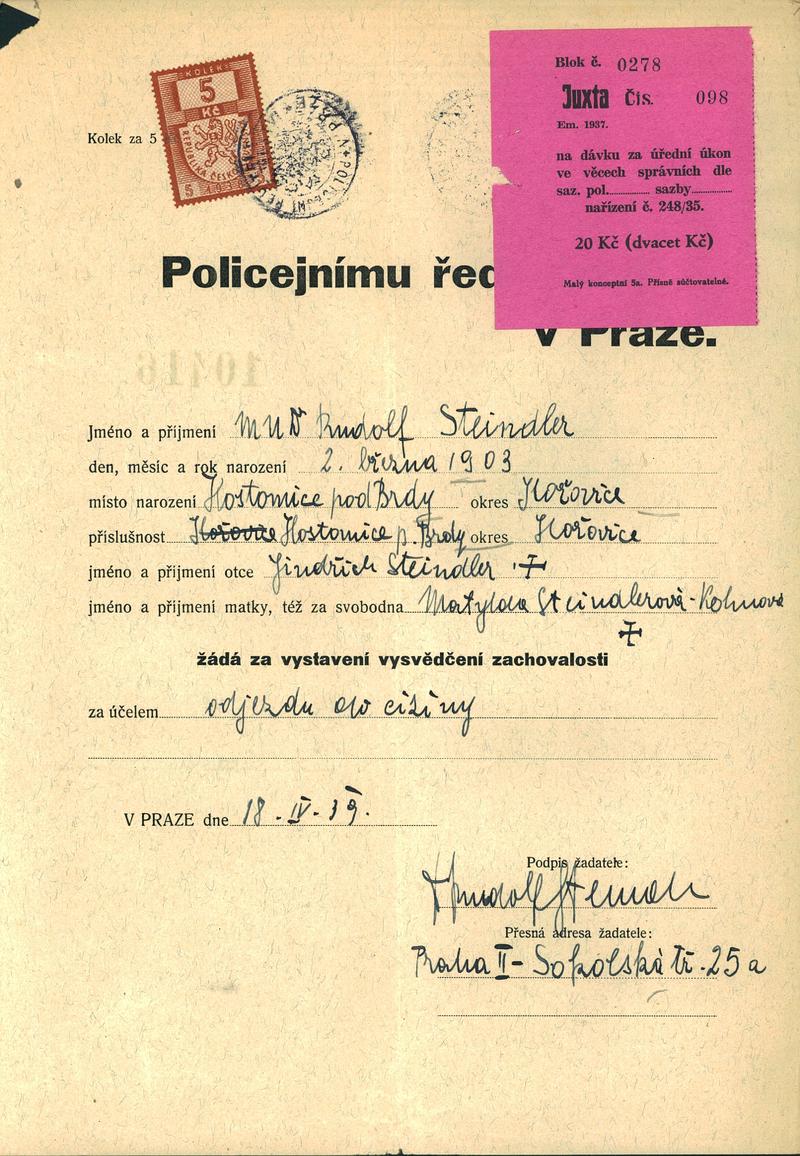 KOLEK
5
Kč
REPUBLIKA ČESKO
5
Kolek za 5
Blok č. 0278
Juxta Čís. 098
Em. 1937.
na dávku za úřední úkon
ve věcech správních dle
saz. pol. sazby
nařízení č. 248/35.
20 Kč (dvacet Kč)
Malý konceptní 5a. Přísně súčtovatelné.
Policejnímu řed
v Praze.
10416
Jméno a příjmení MUDr Rudolf Steindler
den, měsíc a rok narození 2. března 1903
místo narození Hostomice pod Brdy okres Hořovice
příslušnost Hořovice Hostomice p. Brdy okres Hořovice
jméno a příjmení otce Jindřich Steindler
jméno a příjmení matky, též za svobodna Matylda Steindlerová-Kohnová
žádá za vystavení vysvědčení zachovalosti
za účelem odjezdu do ciziny
V PRAZE dne 18. IV. 39.
Podpis žadatele:
Přesná adresa žadatele:
Praha II - Sokolská tř. 25a